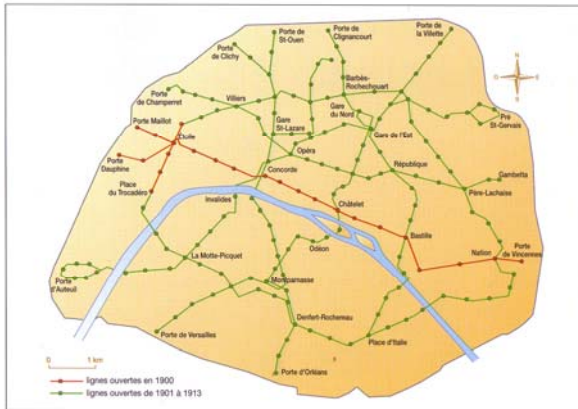 Porte de
St-Ouen
Porte de
Clignancourt
Porte de
la Villette
Porte
de Clichy
N
O
E
S
Porte
de Champerret
Villiers
Barbès-
Rochechouart
Porte Maillot
Gare
St-Lazare
Gare
du Nord
Pré
St-Gervais
Étoile
Gare de l'Est
Opéra
Porte
Dauphine
Concorde
République
Gambetta
Place
du Trocadéro
Invalides
Père-Lachaise
Châtelet
Odéon
Bastille
Nation
Porte
de Vincennes
La Motte-Picquet
Porte
d'Auteuil
Montparnasse
Denfert-Rochereau
Porte de Versailles
Place d'Italie
0
1 km
Porte d'Orléans
lignes ouvertes en 1900
lignes ouvertes de 1901 à 1913